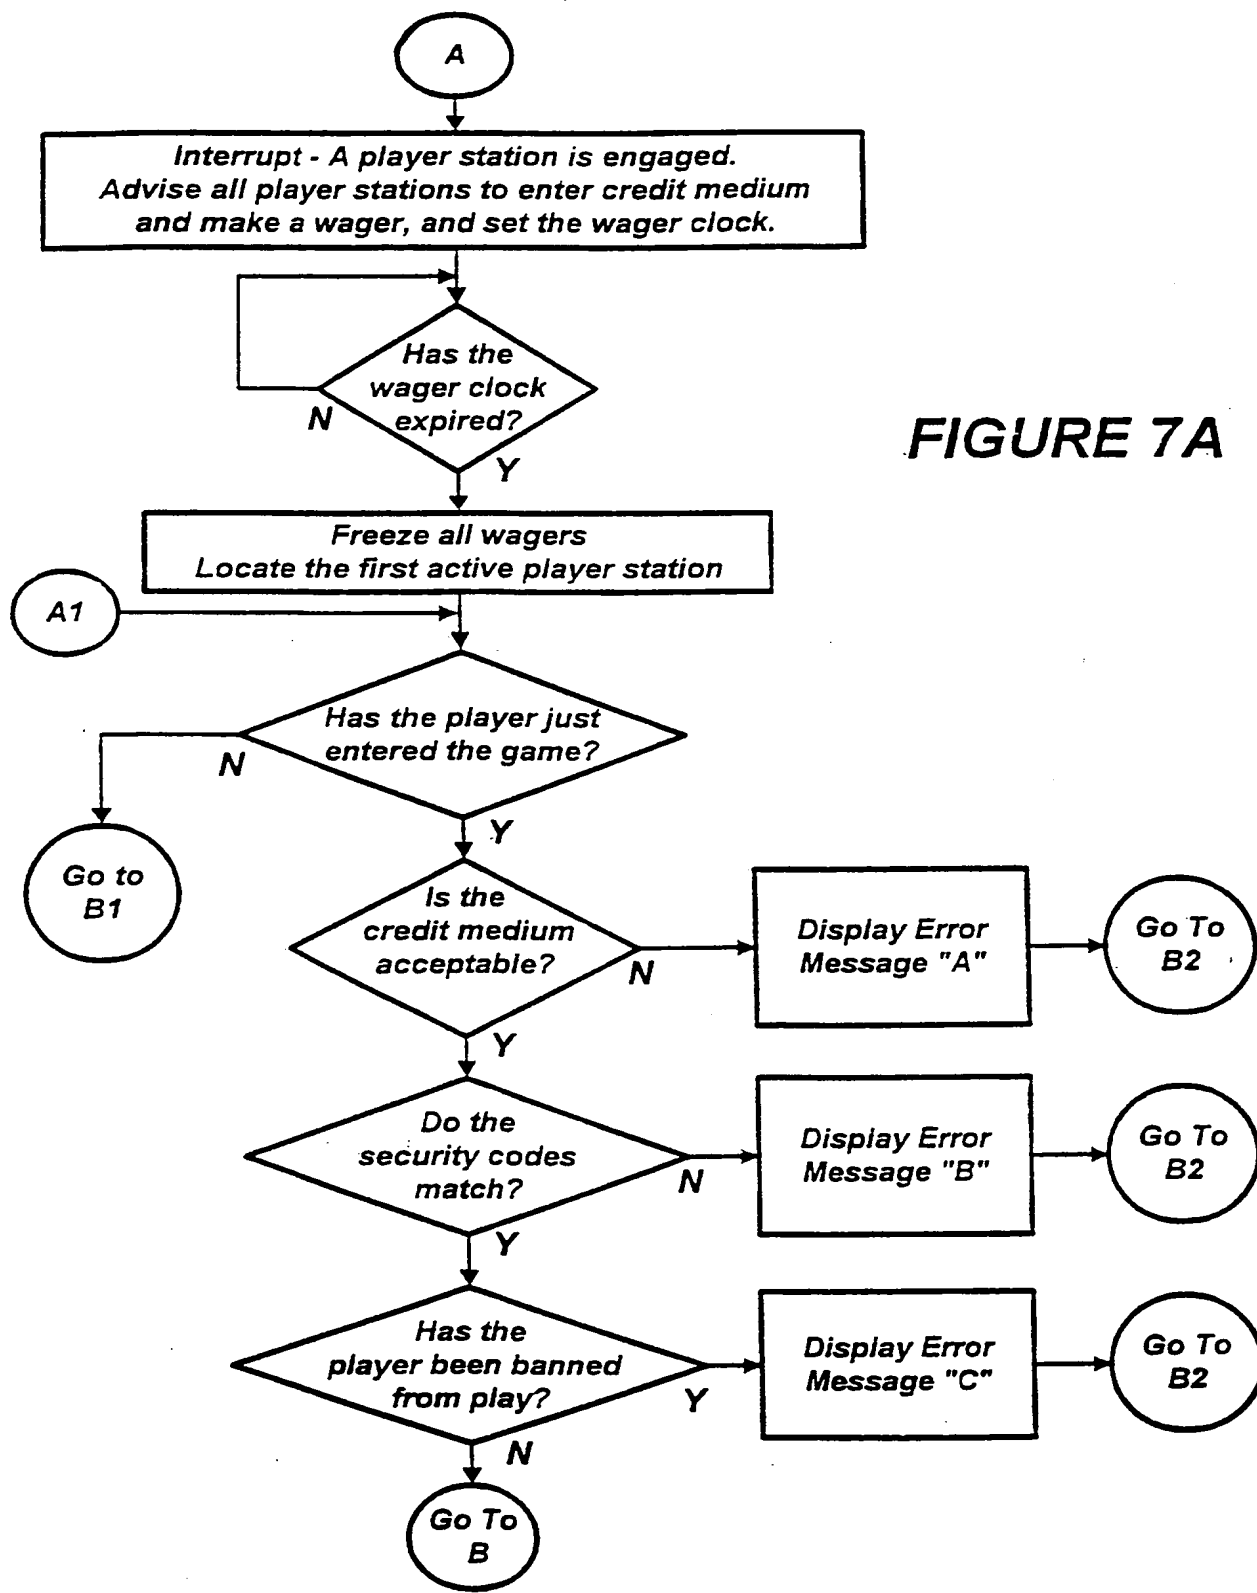 A
Interrupt - A player station is engaged.
Advise all player stations to enter credit medium
and make a wager, and set the wager clock.
Has the
wager clock
expired?
N
Y
FIGURE 7A
Freeze all wagers
Locate the first active player station
A1
Has the player just
entered the game?
N
Y
Go to
B1
Is the
credit medium
acceptable?
N
Y
Display Error
Message "A"
Go To
B2
Do the
security codes
match?
N
Y
Display Error
Message "B"
Go To
B2
Has the
player been banned
from play?
Y
N
Display Error
Message "C"
Go To
B2
Go To
B